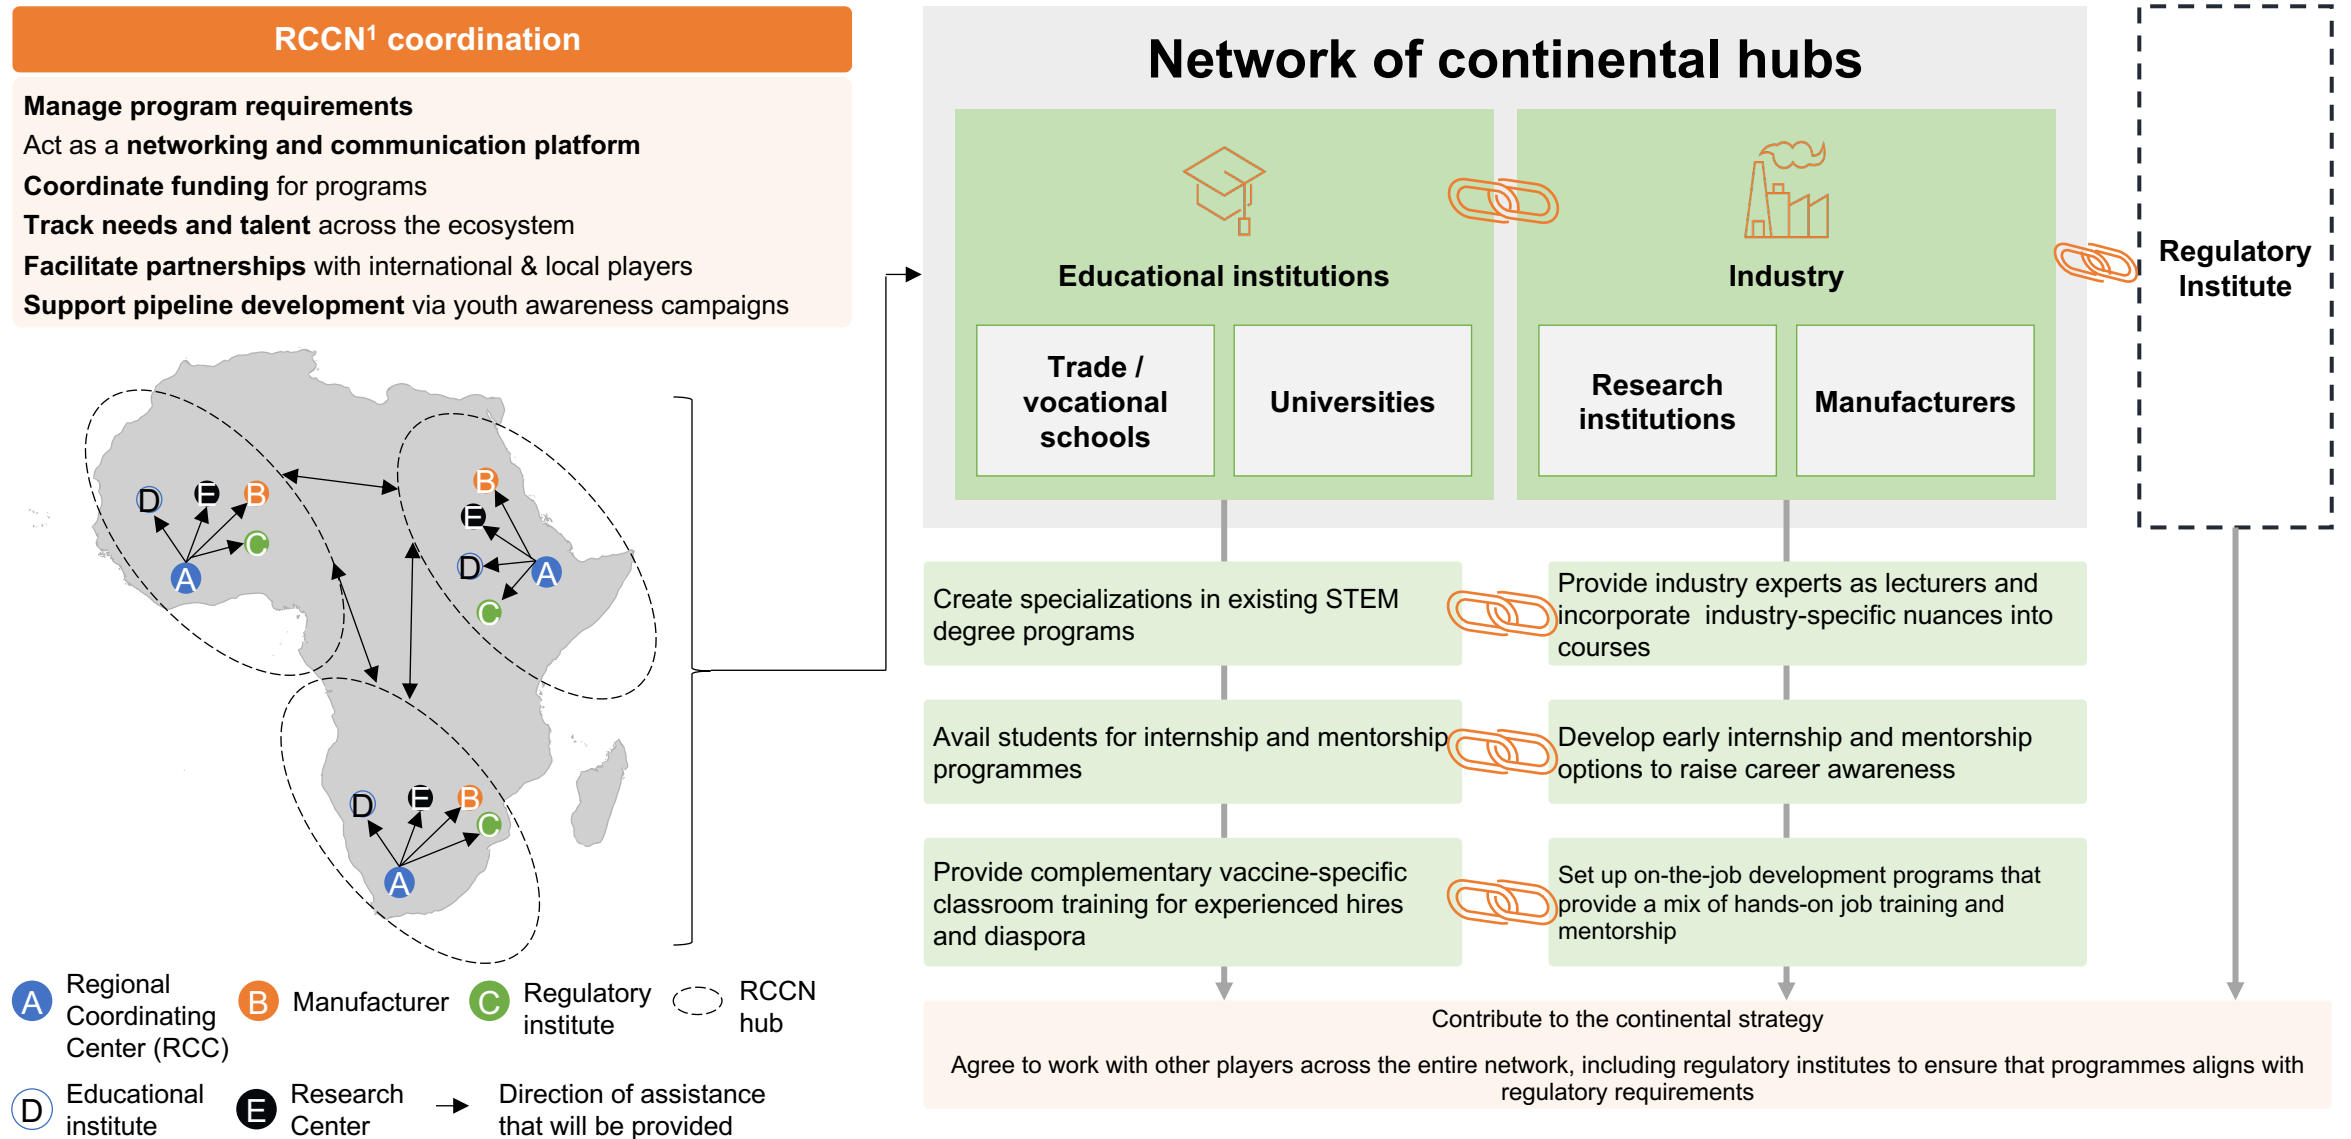 RCCN¹ coordination
Manage program requirements
Act as a networking and communication platform
Coordinate funding for programs
Track needs and talent across the ecosystem
Facilitate partnerships with international & local players
Support pipeline development via youth awareness campaigns
D
E
B
C
A
B
E
D
A
C
D
E
B
C
A
A
Regional
Coordinating
Center (RCC)
B
Manufacturer
C
Regulatory
institute
RCCN
hub
D
Educational
institute
E
Research
Center
Direction of assistance
that will be provided
Network of continental hubs
Educational institutions
Industry
Trade /
vocational
schools
Universities
Research
institutions
Manufacturers
Regulatory
Institute
Create specializations in existing STEM
degree programs
Provide industry experts as lecturers and
incorporate  industry-specific nuances into
courses
Avail students for internship and mentorship
programmes
Develop early internship and mentorship
options to raise career awareness
Provide complementary vaccine-specific
classroom training for experienced hires
and diaspora
Set up on-the-job development programs that
provide a mix of hands-on job training and
mentorship
Contribute to the continental strategy
Agree to work with other players across the entire network, including regulatory institutes to ensure that programmes aligns with
regulatory requirements